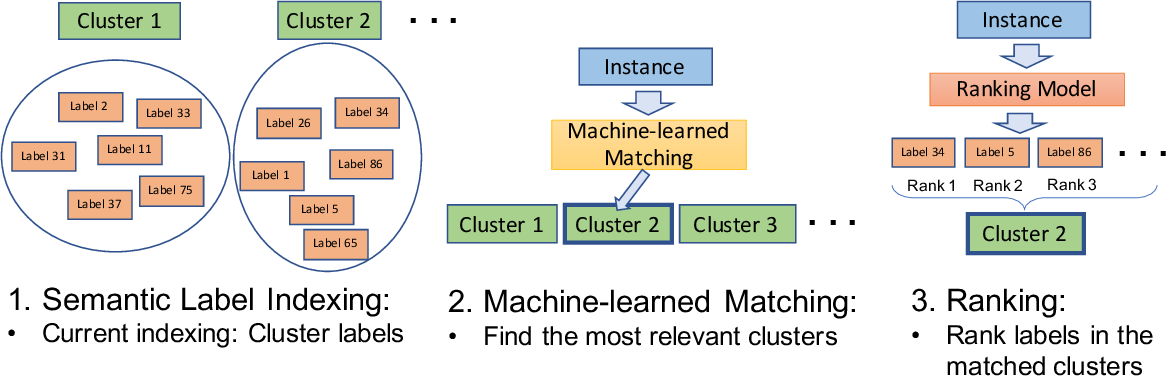 Cluster 1
Cluster 2
. . .
Label 2
Label 33
Label 31
Label 11
Label 37
Label 75
Label 26
Label 34
Label 86
Label 1
Label 5
Label 65
1. Semantic Label Indexing:
• Current indexing: Cluster labels
Instance
Machine-learned
Matching
Cluster 1
Cluster 2
Cluster 3
. . .
2. Machine-learned Matching:
• Find the most relevant clusters
Instance
Ranking Model
Label 34
Label 5
Label 86
. . .
Rank 1
Rank 2
Rank 3
Cluster 2
3. Ranking:
• Rank labels in the
matched clusters